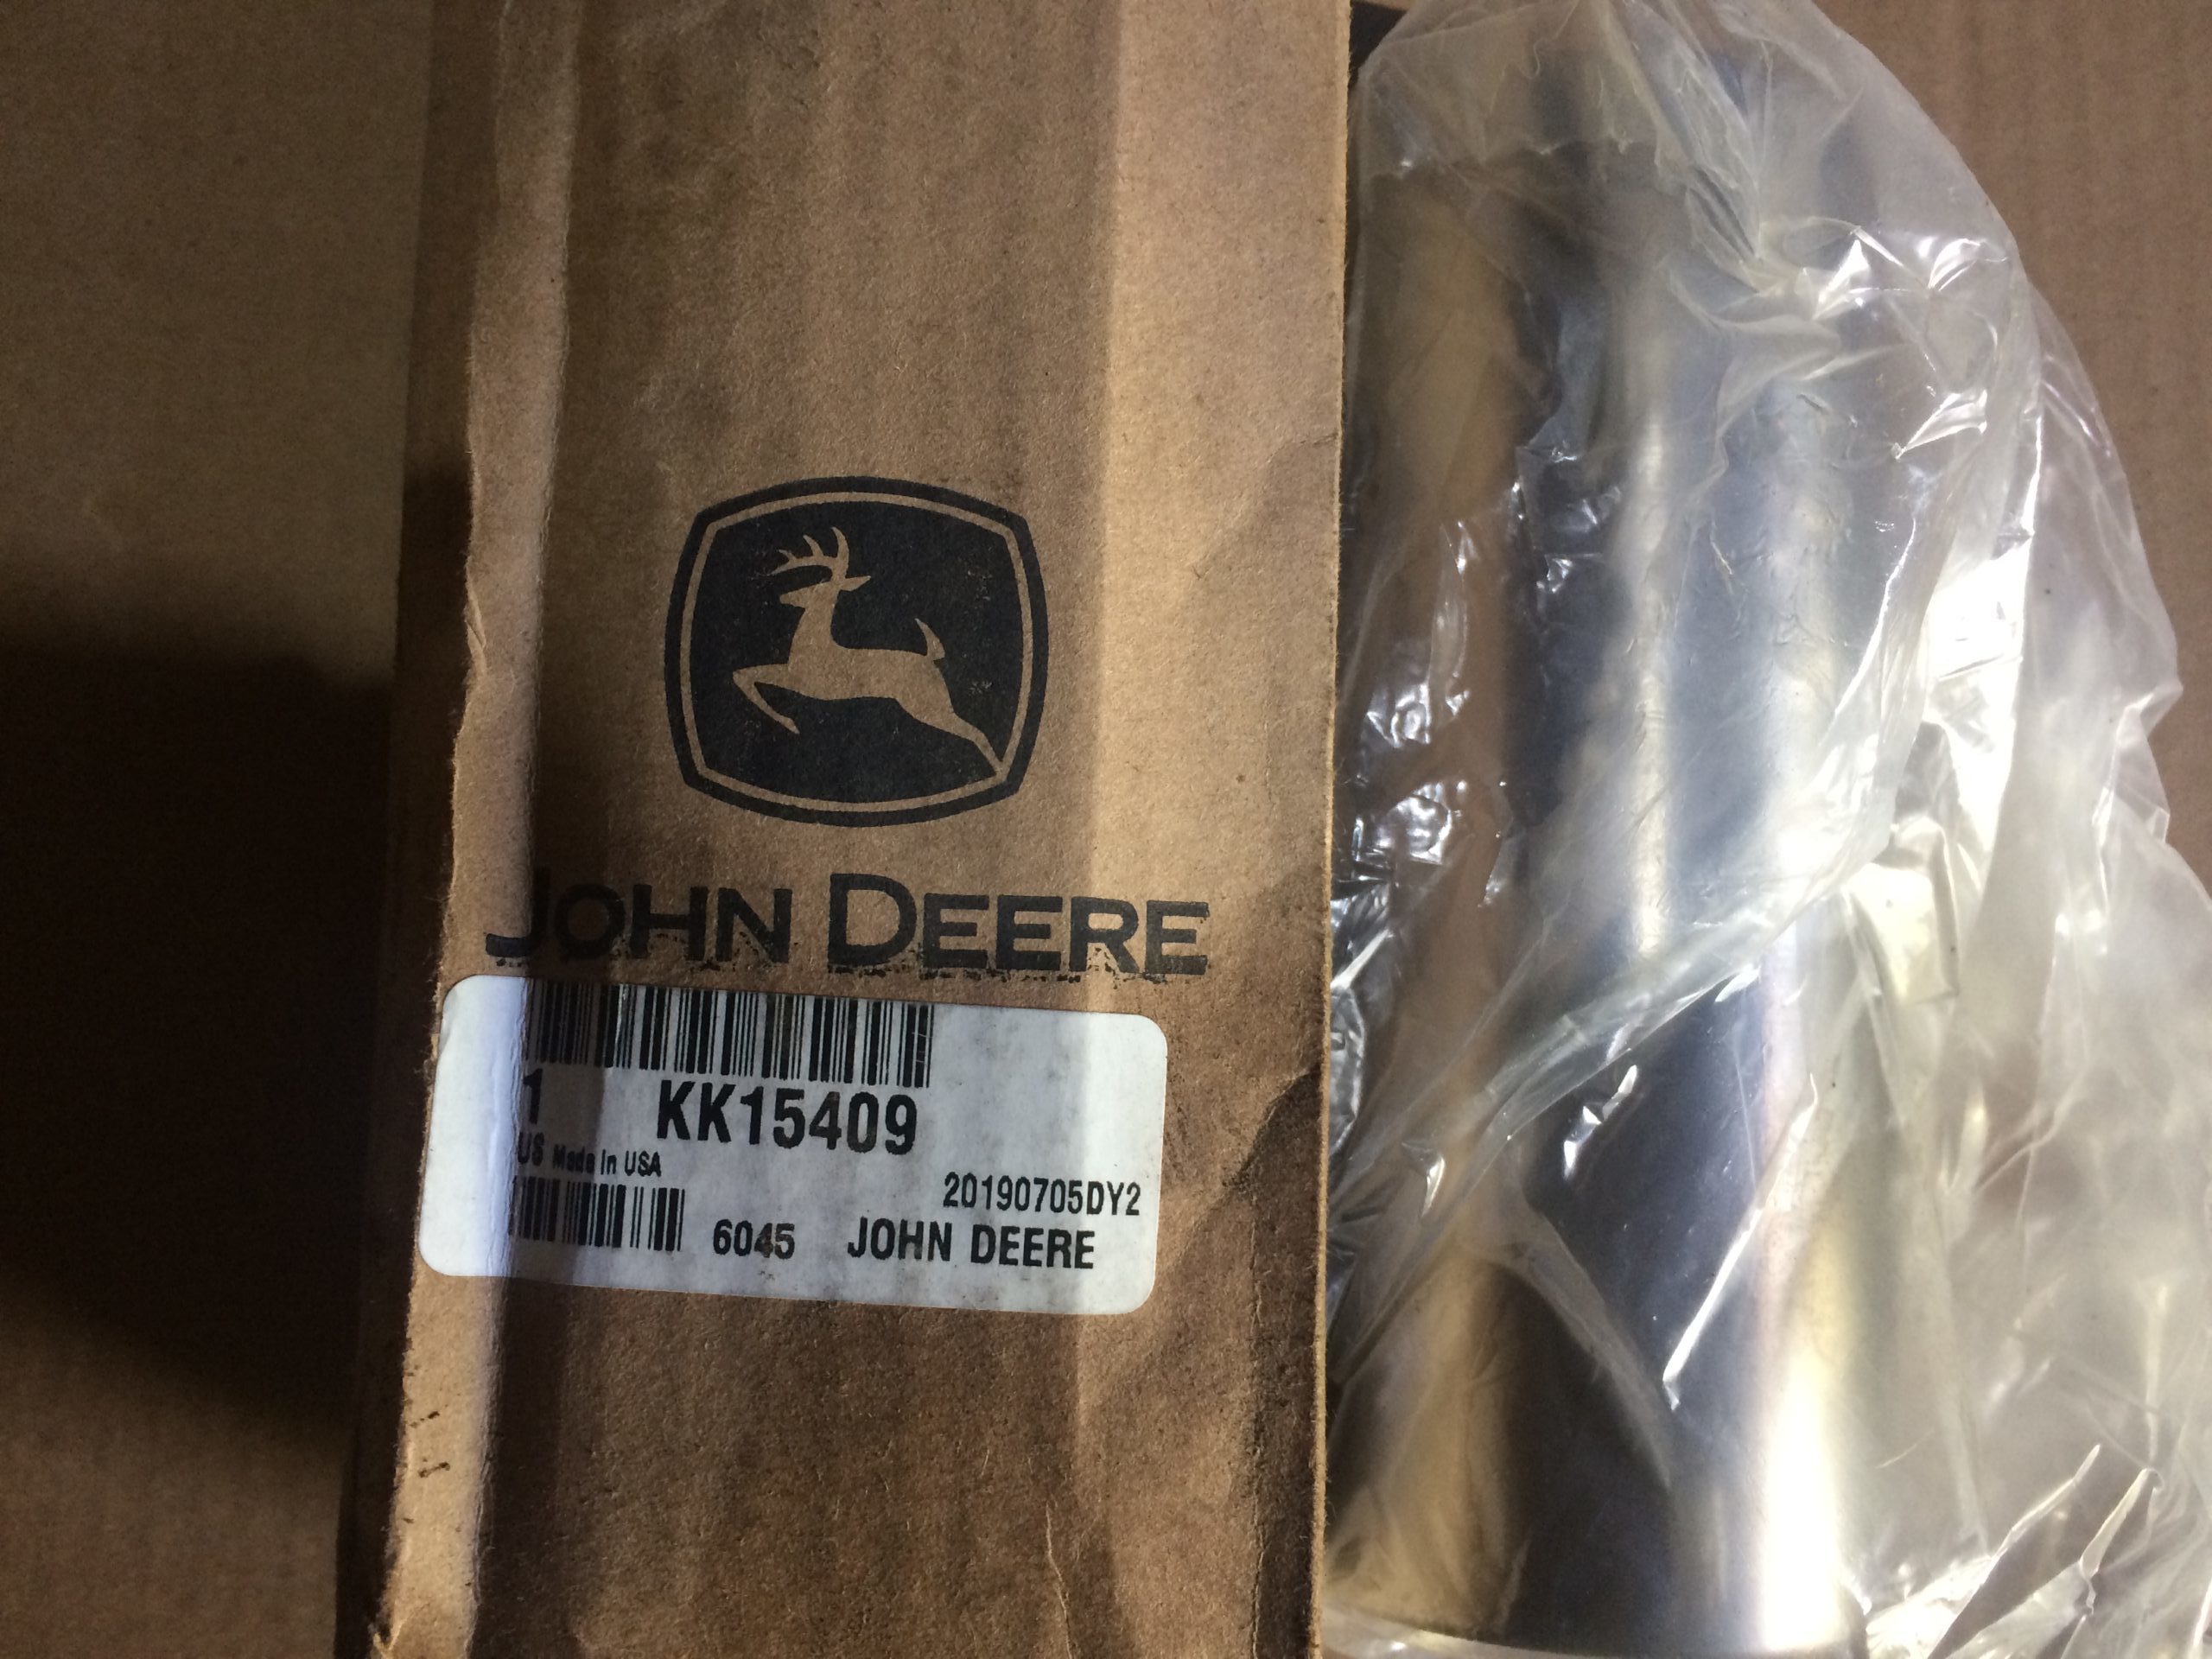 JOHN DEERE
1 KK15409
US Made In USA
20190705DY2
6045 JOHN DEERE